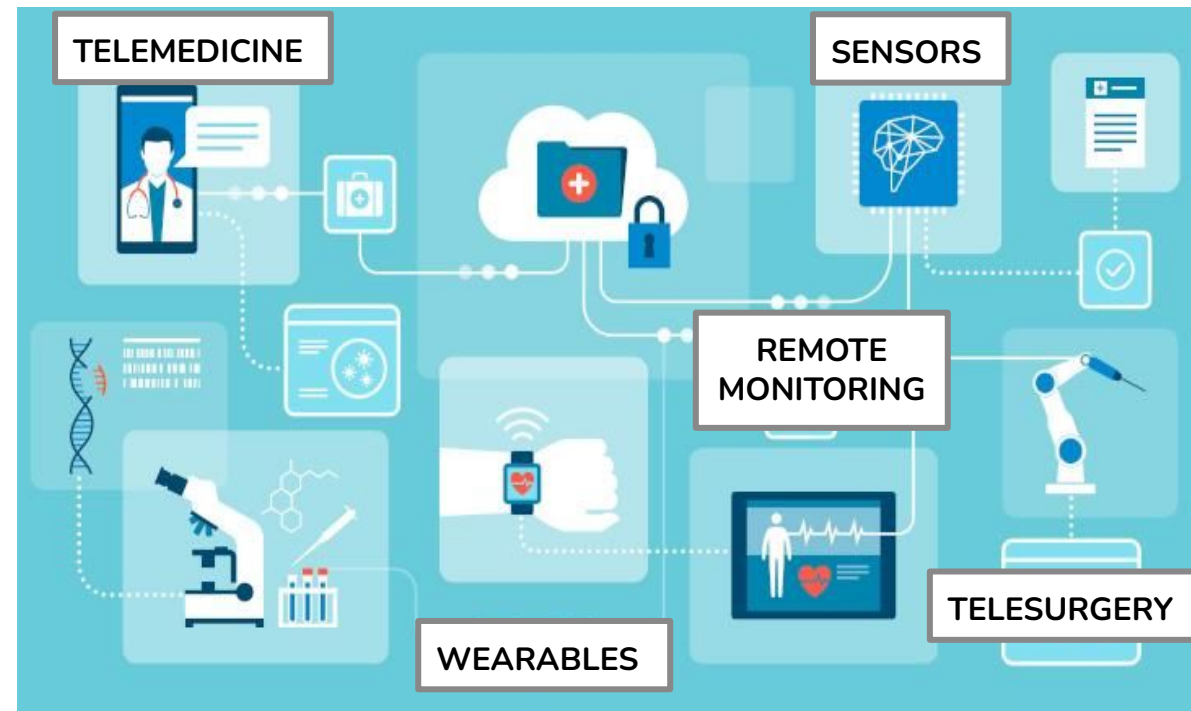 TELEMEDICINE
SENSORS
REMOTE
MONITORING
TELESURGERY
WEARABLES